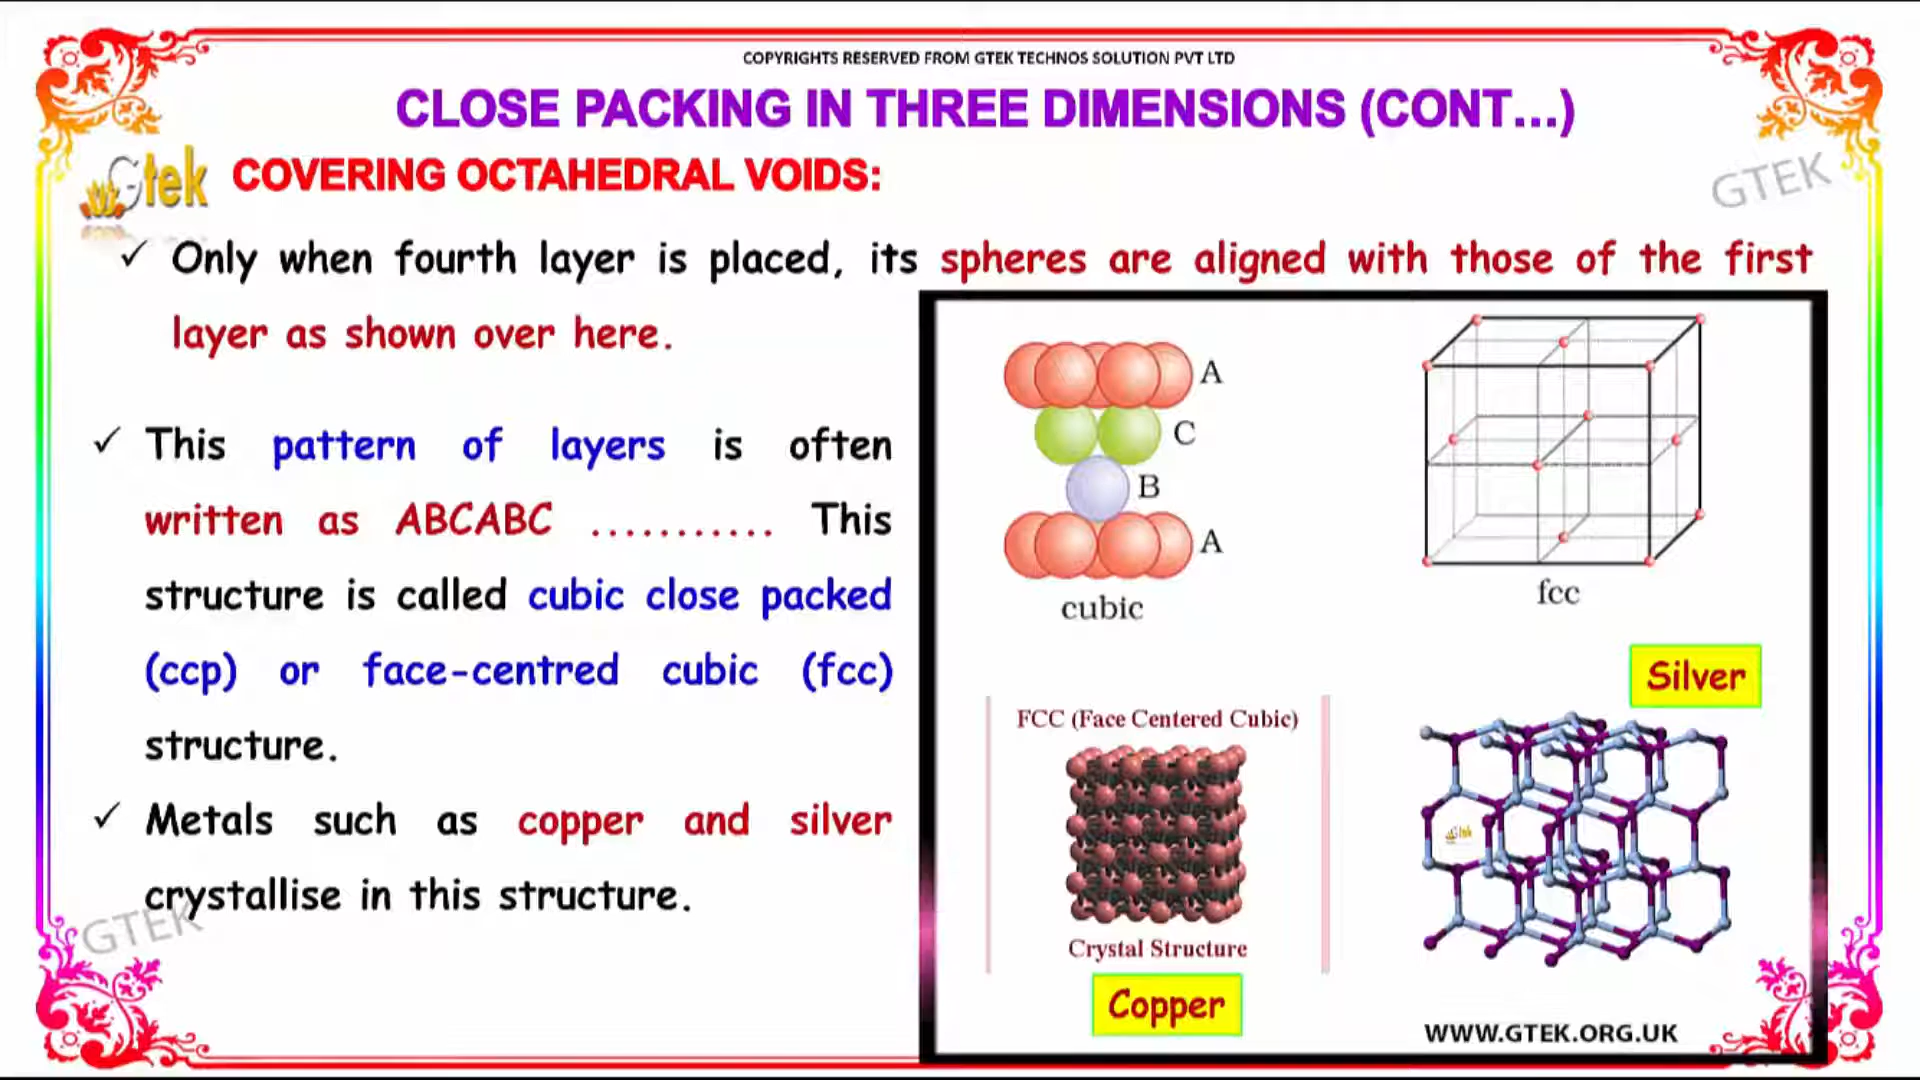 COPYRIGHTS RESERVED FROM GTEK TECHNOS SOLUTION PVT LTD
CLOSE PACKING IN THREE DIMENSIONS (CONT...)
Gtek
COVERING OCTAHEDRAL VOIDS:
GTEK
✓ Only when fourth layer is placed, its spheres are aligned with those of the first
layer as shown over here.
✓ This pattern of layers is often
written as ABCABC ........... This
structure is called cubic close packed
(ccp) or face-centred cubic (fcc)
structure.
✓ Metals such as copper and silver
crystallise in this structure.
GTEK
A
C
B
A
cubic
fcc
Silver
FCC (Face Centered Cubic)
Crystal Structure
Copper
Gtek
WWW.GTEK.ORG.UK